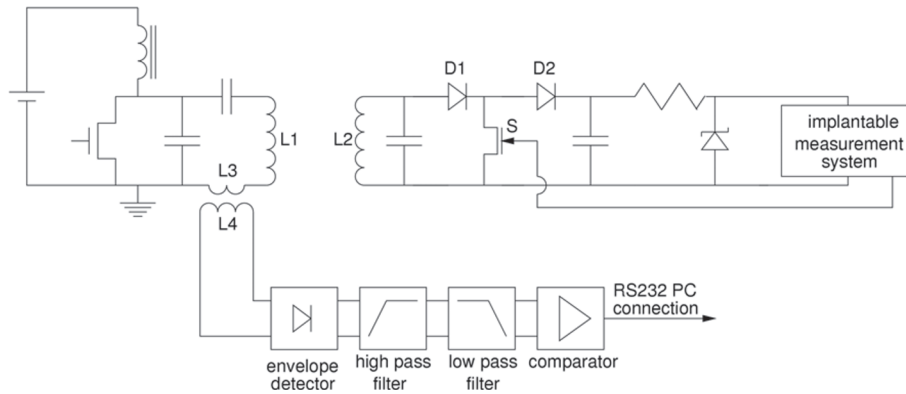 D1
D2
S
L1
L2
L3
L4
implantable
measurement
system
RS232 PC
connection
envelope
detector
high pass
filter
low pass
filter
comparator